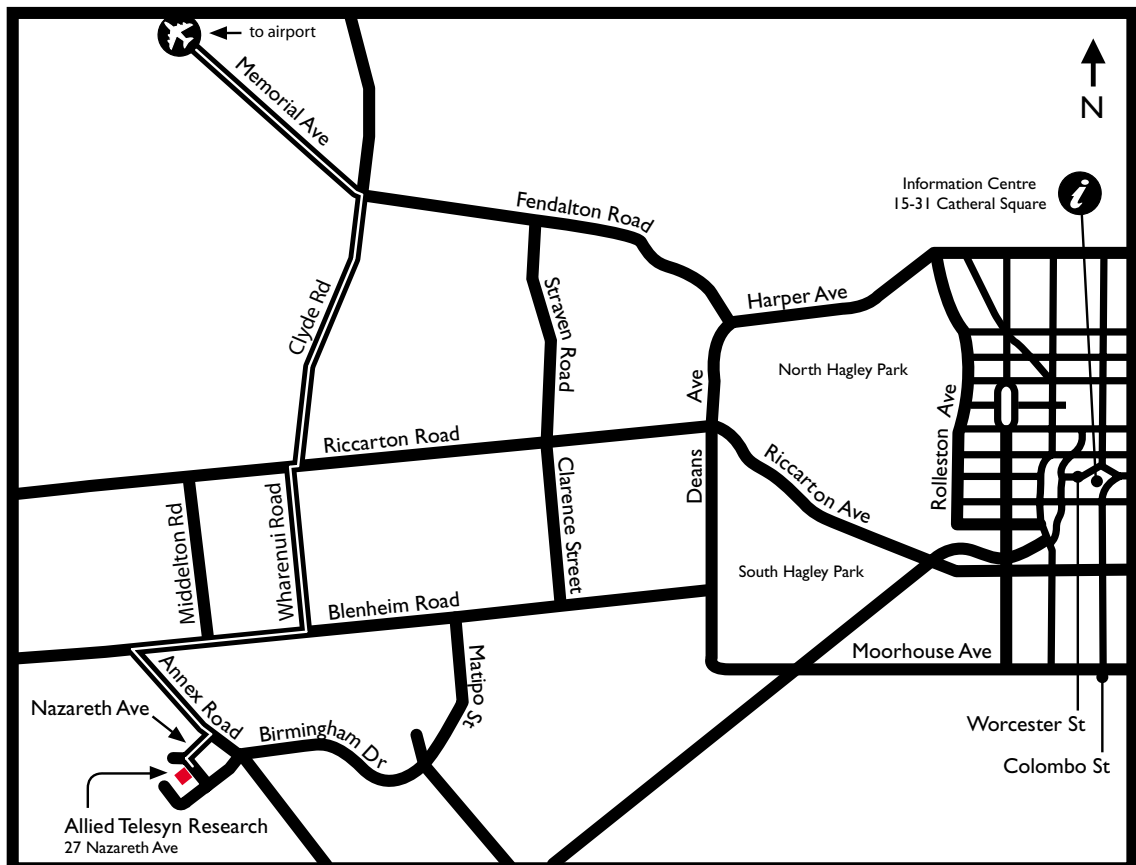 to airport
Memorial Ave
N
Information Centre
15-31 Catheral Square
i
Fendalton Road
Harper Ave
Clyde Rd
Straven Road
North Hagley Park
Deans Ave
Rolleston Ave
Riccarton Road
Riccarton Ave
Middelton Rd
Wharenui Road
Clarence Street
South Hagley Park
Blenheim Road
Moorhouse Ave
Annex Road
Matipo St
Nazareth Ave
Birmingham Dr
Worcester St
Colombo St
Allied Telesyn Research
27 Nazareth Ave